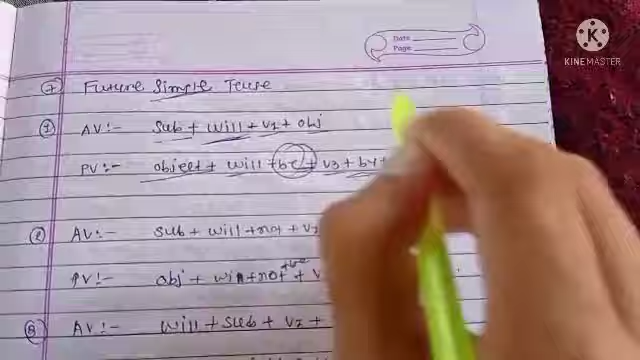 Date
Page
KINEMASTER
7) Future Simple Tense
① AV:- Sub + will + V1 + obj
PV:- object + will + be + V3 + by +
② AV:- Sub + will + not + V
PV:- obj + will + not + be + V
③ AV:- will + sub + V1 +